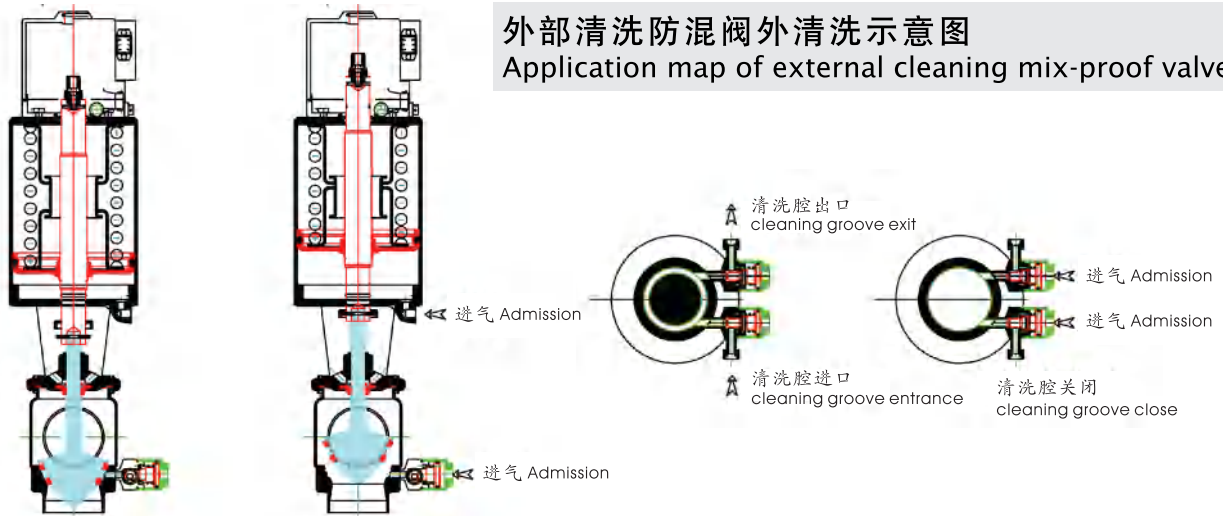 外部清洗防混阀外清洗示意图
Application map of external cleaning mix-proof valve
清洗腔出口
cleaning groove exit
进气 Admission
进气 Admission
进气 Admission
清洗腔进口
cleaning groove entrance
清洗腔关闭
cleaning groove close
进气 Admission